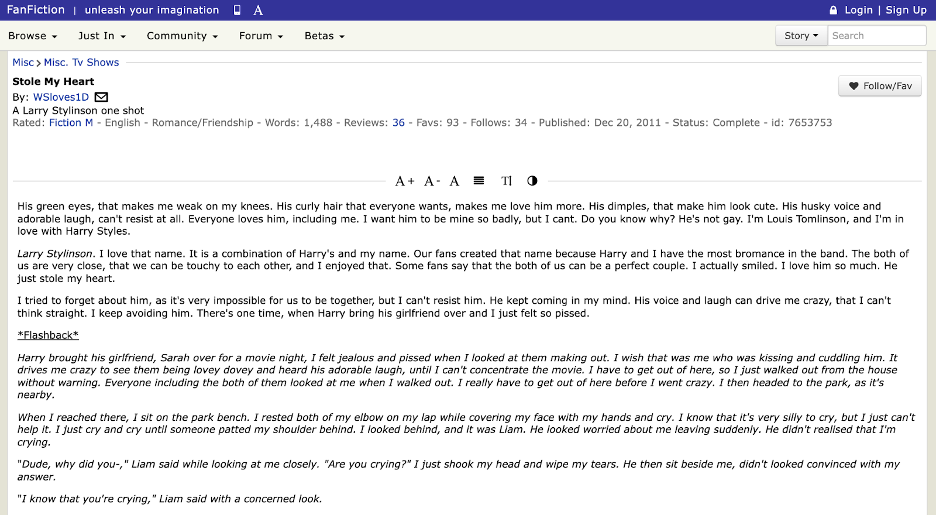 FanFiction | unleash your imagination A Login | Sign Up
Browse Just In Community Forum Betas Story Search
Misc > Misc. Tv Shows
Stole My Heart
By: WSloves1D
Follow/Fav
A Larry Stylinson one shot
Rated: Fiction M - English - Romance/Friendship - Words: 1,488 - Reviews: 36 - Favs: 93 - Follows: 34 - Published: Dec 20, 2011 - Status: Complete - id: 7653753
A+ A- A TI
His green eyes, that makes me weak on my knees. His curly hair that everyone wants, makes me love him more. His dimples, that make him look cute. His husky voice and
adorable laugh, can't resist at all. Everyone loves him, including me. I want him to be mine so badly, but I cant. Do you know why? He's not gay. I'm Louis Tomlinson, and I'm in
love with Harry Styles.
Larry Stylinson. I love that name. It is a combination of Harry's and my name. Our fans created that name because Harry and I have the most bromance in the band. The both of
us are very close, that we can be touchy to each other, and I enjoyed that. Some fans say that the both of us can be a perfect couple. I actually smiled. I love him so much. He
just stole my heart.
I tried to forget about him, as it's very impossible for us to be together, but I can't resist him. He kept coming in my mind. His voice and laugh can drive me crazy, that I can't
think straight. I keep avoiding him. There's one time, when Harry bring his girlfriend over and I just felt so pissed.
*Flashback*
Harry brought his girlfriend, Sarah over for a movie night, I felt jealous and pissed when I looked at them making out. I wish that was me who was kissing and cuddling him. It
drives me crazy to see them being lovey dovey and heard his adorable laugh, until I can't concentrate the movie. I have to get out of here, so I just walked out from the house
without warning. Everyone including the both of them looked at me when I walked out. I really have to get out of here before I went crazy. I then headed to the park, as it's
nearby.
When I reached there, I sit on the park bench. I rested both of my elbow on my lap while covering my face with my hands and cry. I know that it's very silly to cry, but I just can't
help it. I just cry and cry until someone patted my shoulder behind. I looked behind, and it was Liam. He looked worried about me leaving suddenly. He didn't realised that I'm
crying.
"Dude, why did you-," Liam said while looking at me closely. "Are you crying?" I just shook my head and wipe my tears. He then sit beside me, didn't looked convinced with my
answer.
"I know that you're crying," Liam said with a concerned look.